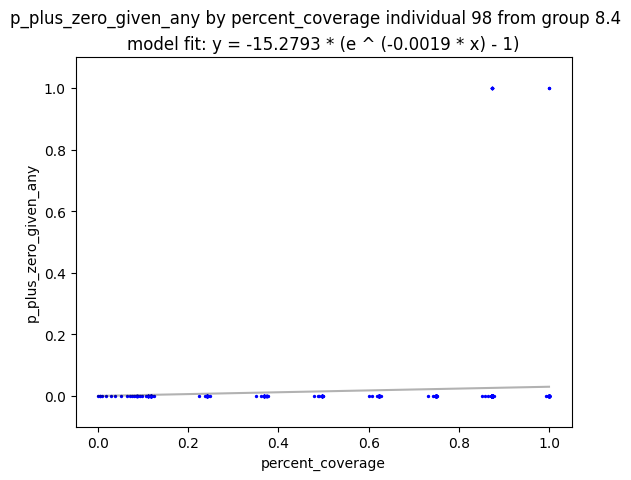 p_plus_zero_given_any by percent_coverage individual 98 from group 8.4
model fit: y = -15.2793 * (e ^ (-0.0019 * x) - 1)
1.0
0.8
0.6
0.4
0.2
0.0
p_plus_zero_given_any
0.0 0.2 0.4 0.6 0.8 1.0
percent_coverage